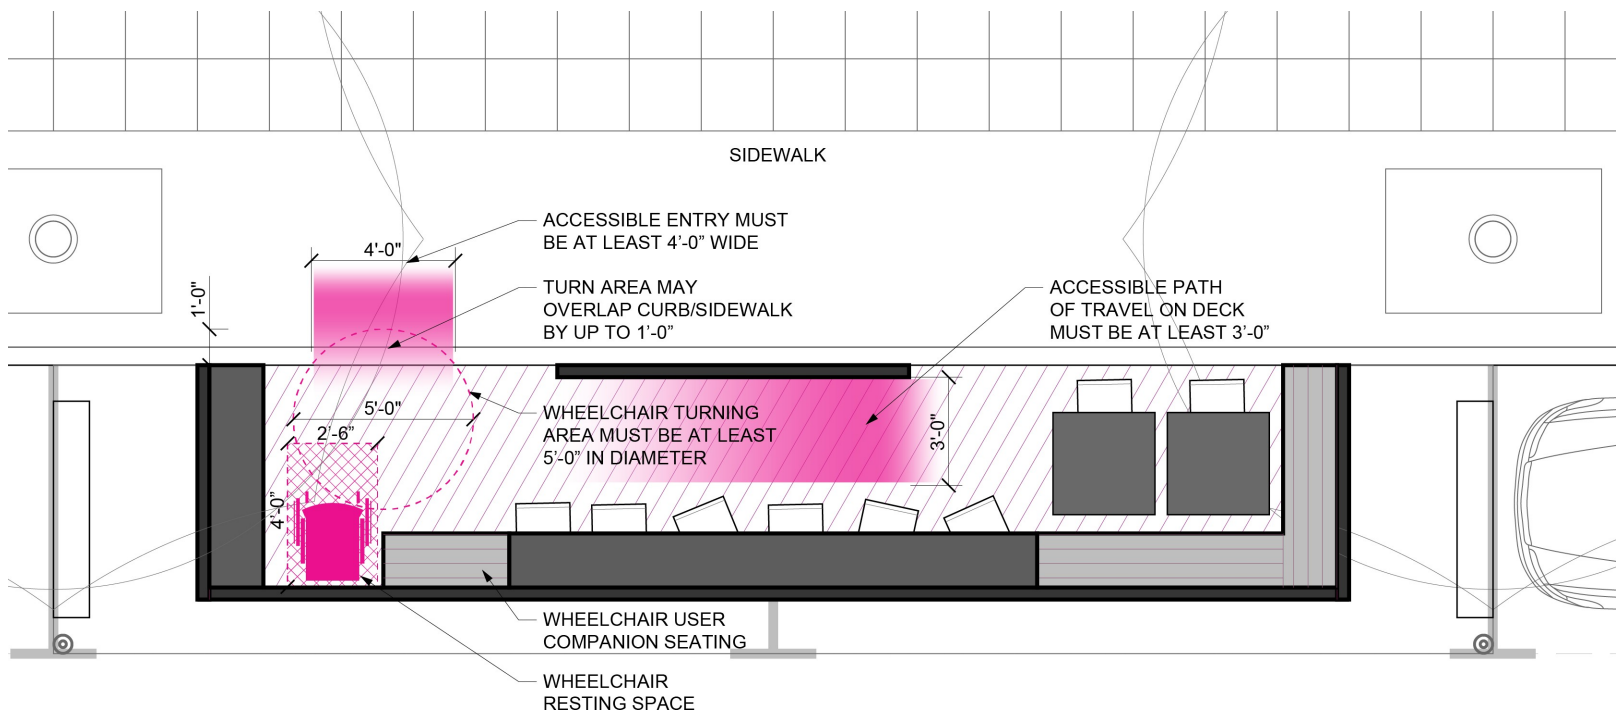 SIDEWALK
ACCESSIBLE ENTRY MUST
BE AT LEAST 4’-0” WIDE
4'-0"
TURN AREA MAY
OVERLAP CURB/SIDEWALK
BY UP TO 1’-0”
ACCESSIBLE PATH
OF TRAVEL ON DECK
MUST BE AT LEAST 3’-0”
1'-0"
5'-0"
2’-6”
WHEELCHAIR TURNING
AREA MUST BE AT LEAST
5’-0” IN DIAMETER
3'-0"
4’-0”
WHEELCHAIR USER
COMPANION SEATING
WHEELCHAIR
RESTING SPACE